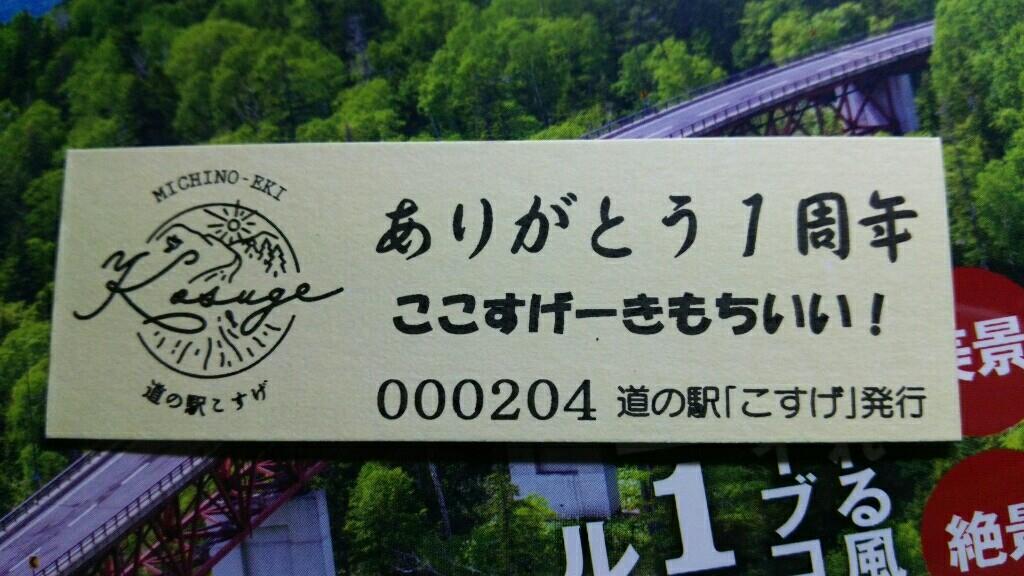 MICHINO-EKI
Kosuge
道の駅こすげ
ありがとう1周年
ここすげーきもちいい！
000204 道の駅「こすげ」発行
景
絶景
る風
ブコ
ル1